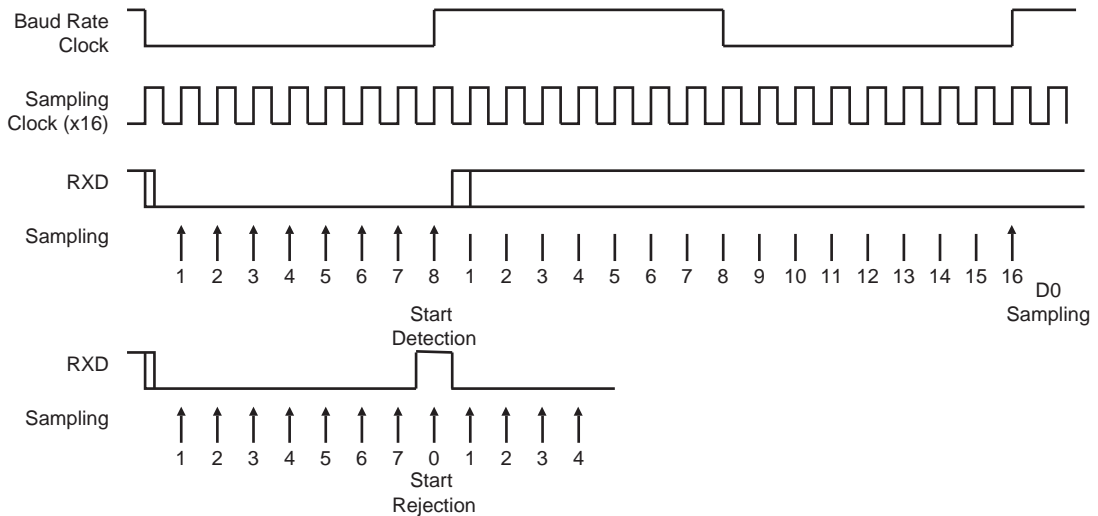 Baud Rate
Clock
Sampling
Clock (x16)
RXD
Sampling
1 2 3 4 5 6 7 8 1 2 3 4 5 6 7 8 9 10 11 12 13 14 15 16
D0
Sampling
Start
Detection
RXD
Sampling
1 2 3 4 5 6 7 0 1 2 3 4
Start
Rejection